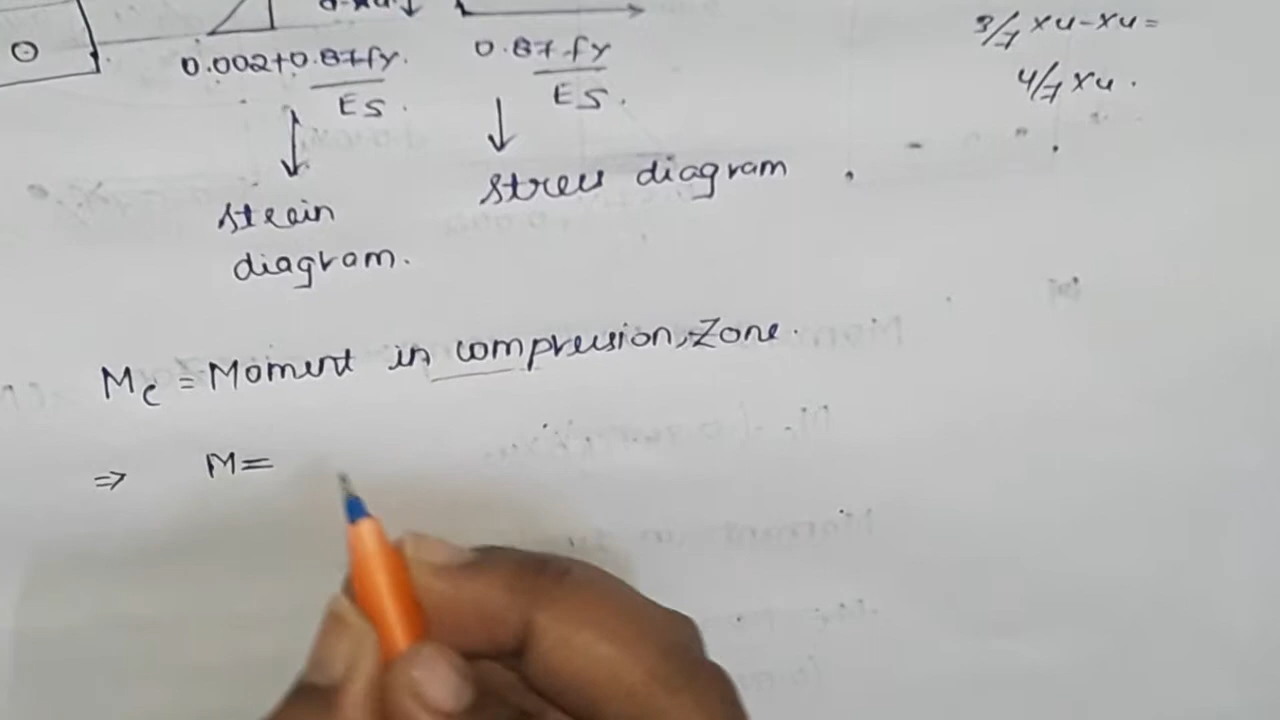 3/7 xu-xu=
4/7 xu.
0.002+0.87fy.
ES.
0.87fy
ES.
strain
diagram.
stress diagram
Mc = Moment in compression, Zone.
⇒ M=